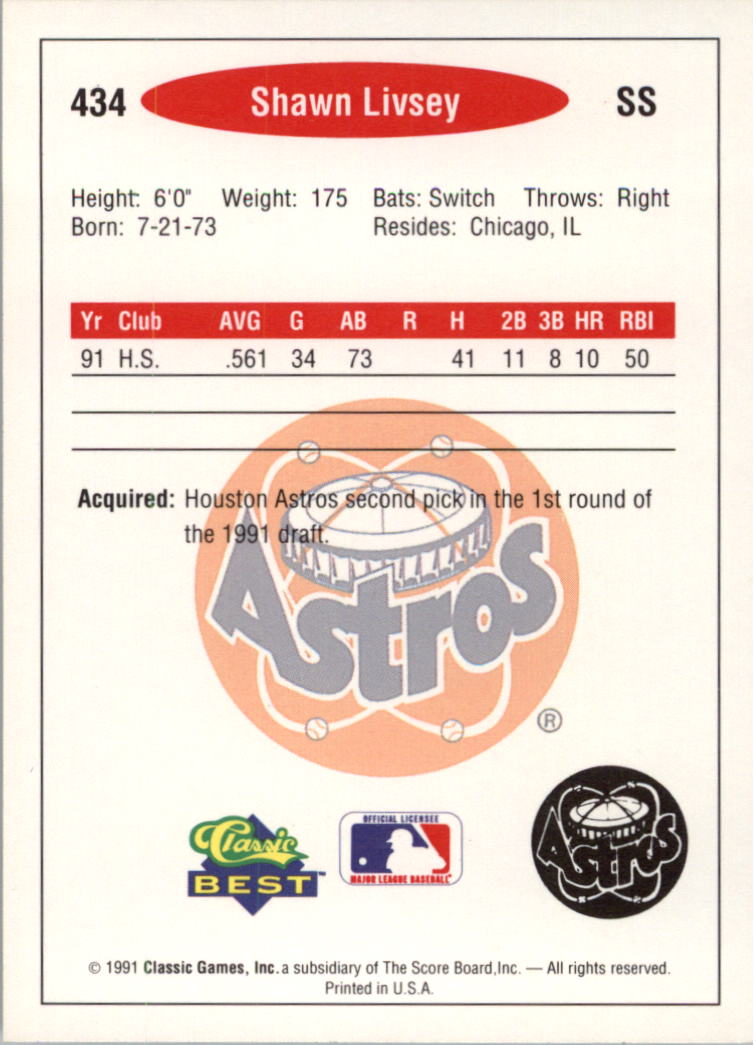 434 Shawn Livsey SS
Height: 6'0" Weight: 175 Bats: Switch Throws: Right
Born: 7-21-73 Resides: Chicago, IL
Yr Club AVG G AB R H 2B 3B HR RBI
91 H.S. .561 34 73 41 11 8 10 50
Acquired: Houston Astros second pick in the 1st round of
the 1991 draft.
Astros
®
Classic
BEST™
OFFICIAL LICENSEE
MAJOR LEAGUE BASEBALL®
Astros
© 1991 Classic Games, Inc. a subsidiary of The Score Board,Inc. — All rights reserved.
Printed in U.S.A.